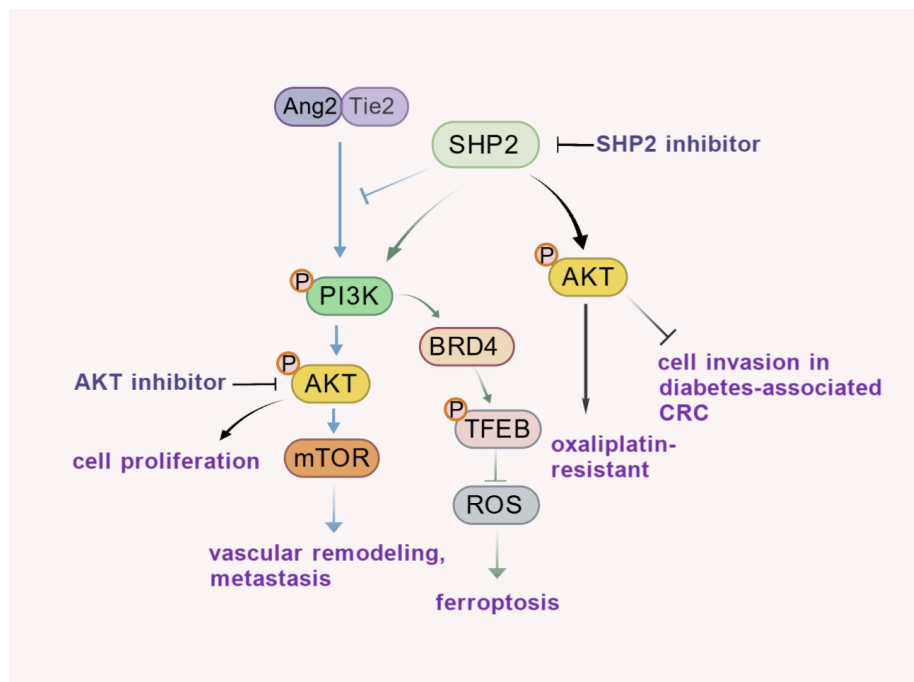 Ang2 Tie2
SHP2
SHP2 inhibitor
P
PI3K
P
AKT
BRD4
P
AKT
AKT inhibitor
cell invasion in
diabetes-associated
CRC
P
TFEB
cell proliferation
mTOR
oxaliplatin-
resistant
ROS
vascular remodeling,
metastasis
ferroptosis